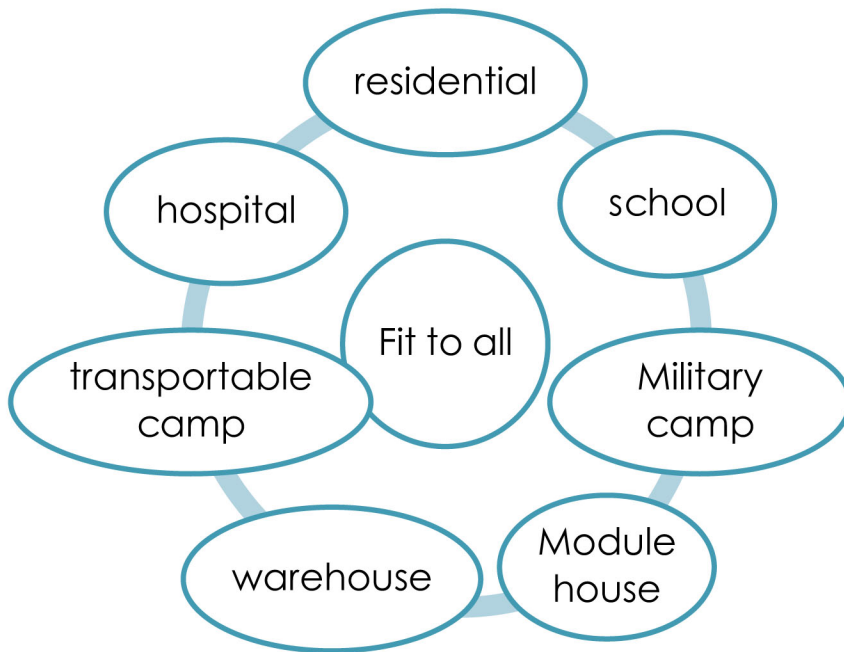 residential
hospital
school
Fit to all
transportable
camp
Military
camp
warehouse
Module
house